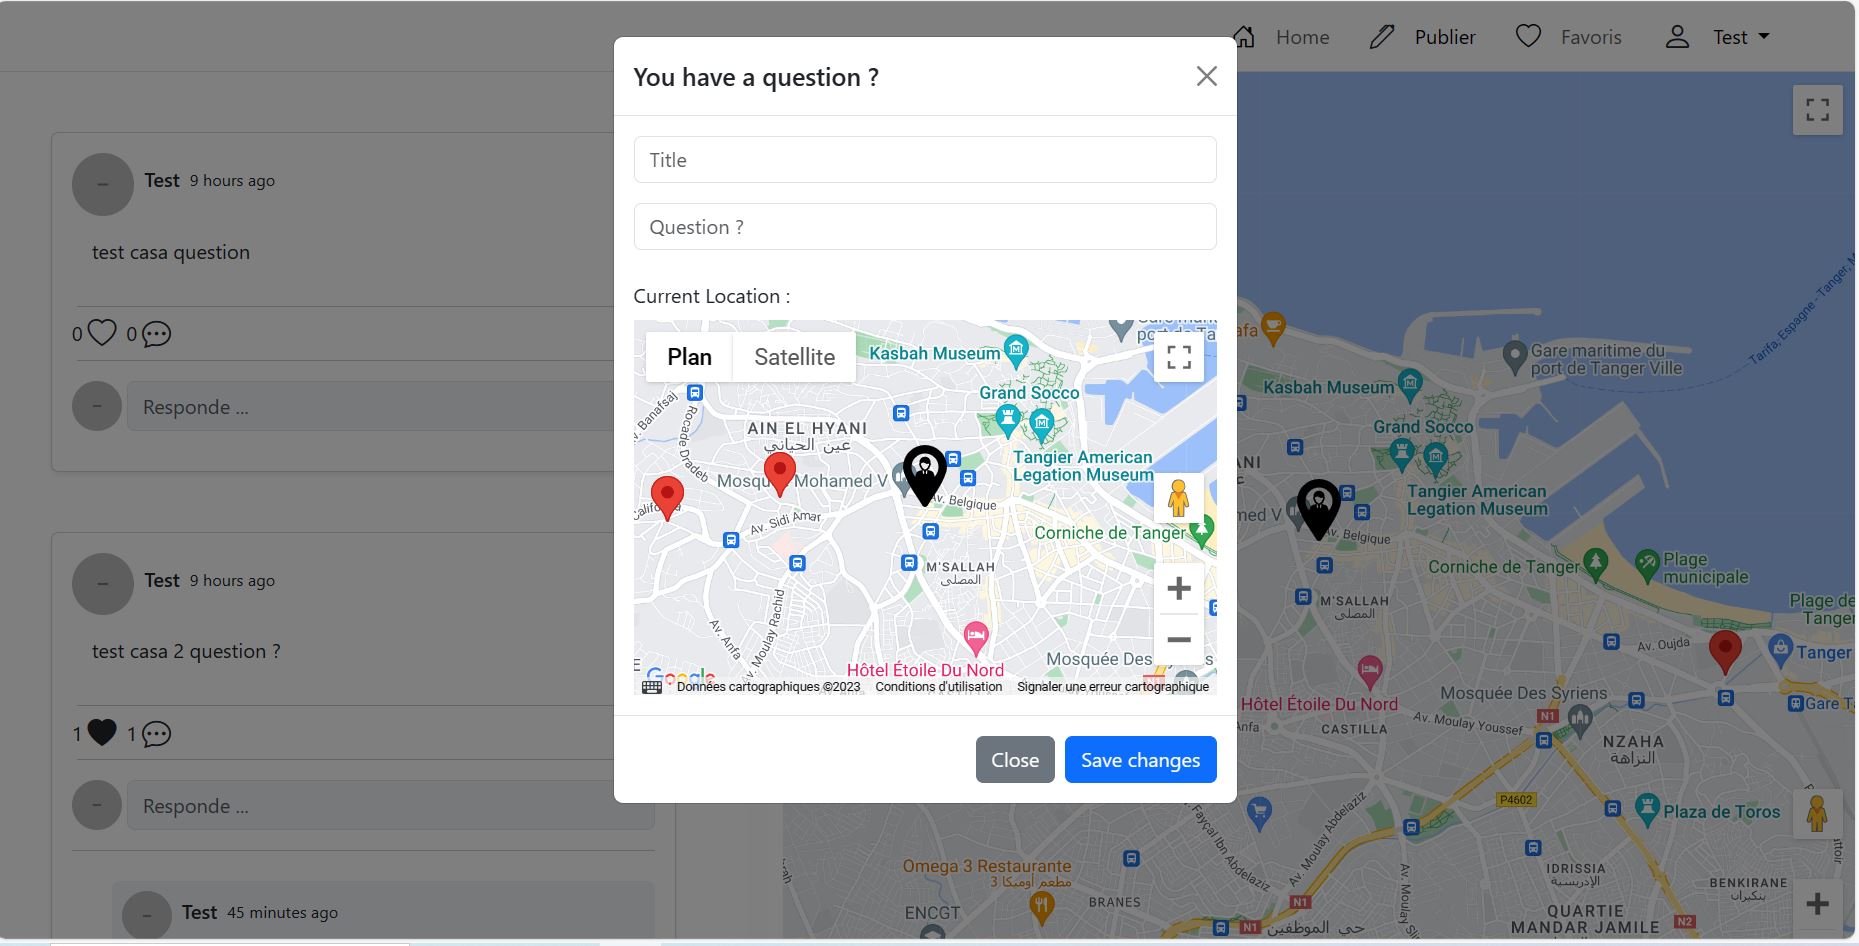 Home
Publier
Favoris
Test
You have a question ?
Title
Question ?
Current Location :
Plan
Satellite
Kasbah Museum
Grand Socco
AIN EL HYANI
عين الحياني
Rocade Dradeb
Tangier American
Legation Museum
Mosqu
Mohamed V
Av. Belgique
Av. Sidi Amar
Corniche de Tanger
M'SALLAH
المصلى
Av. Moulay Rachid
Av. Anfa
Hôtel Étoile Du Nord
Mosquée Des
Google
Données cartographiques ©2023
Conditions d'utilisation
Signaler une erreur cartographique
Close
Save changes
Test
9 hours ago
test casa question
0
0
Responde ...
Test
9 hours ago
test casa 2 question ?
1
1
Responde ...
Test
45 minutes ago
Tarifa, Espagne - Tanger, M
Gare maritime du
port de Tanger Ville
Kasbah Museum
Grand Socco
Tangier American
Legation Museum
med V
Av. Belgique
Corniche de Tanger
Plage
municipale
M'SALLAH
المصلى
Plage de
Tanger
Av. Oujda
Tanger
Hôtel Étoile Du Nord
Mosquée Des Syriens
Gare T
Anfa
CASTILLA
Av. Moulay Youssef
N1
NZAHA
النزاهة
P4602
Plaza de Toros
Fayçal Ibn Abdelaziz
Av. Moulay Abdelaziz
Omega 3 Restaurante
مطعم أوميكا 3
IDRISSIA
الإدريسية
BENKIRANE
بنكيران
BRANES
ENCGT
N1
Av. Moulay Slim
QUARTIE
MANDAR JAMILE
N2
N1
حي الموظفين